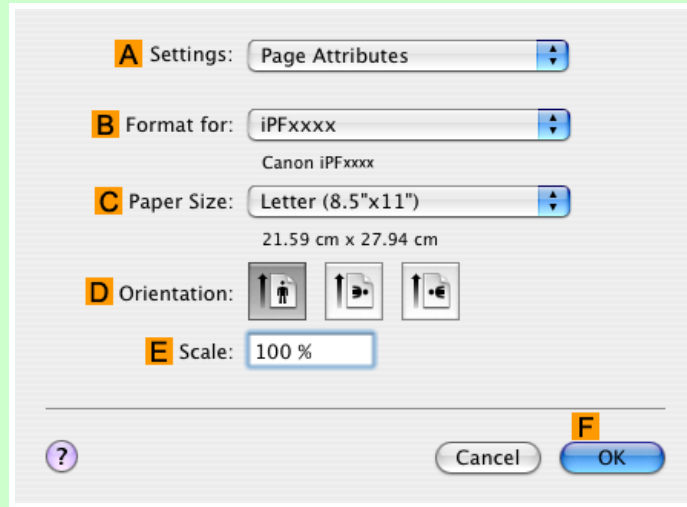 A Settings: Page Attributes
B Format for: iPFxxxx
Canon iPFxxxx
C Paper Size: Letter (8.5"x11")
21.59 cm x 27.94 cm
D Orientation:
E Scale: 100 %
F
? Cancel OK